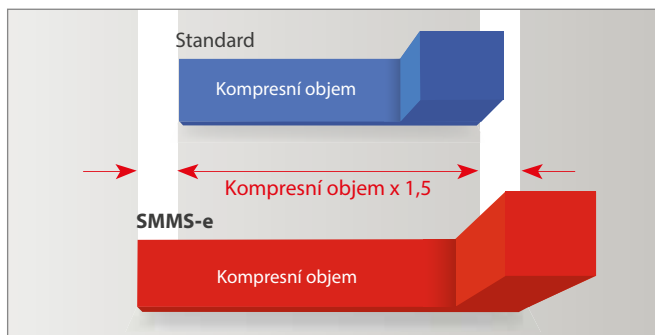 Standard
Kompresní objem
Kompresní objem x 1,5
SMMS-e
Kompresní objem